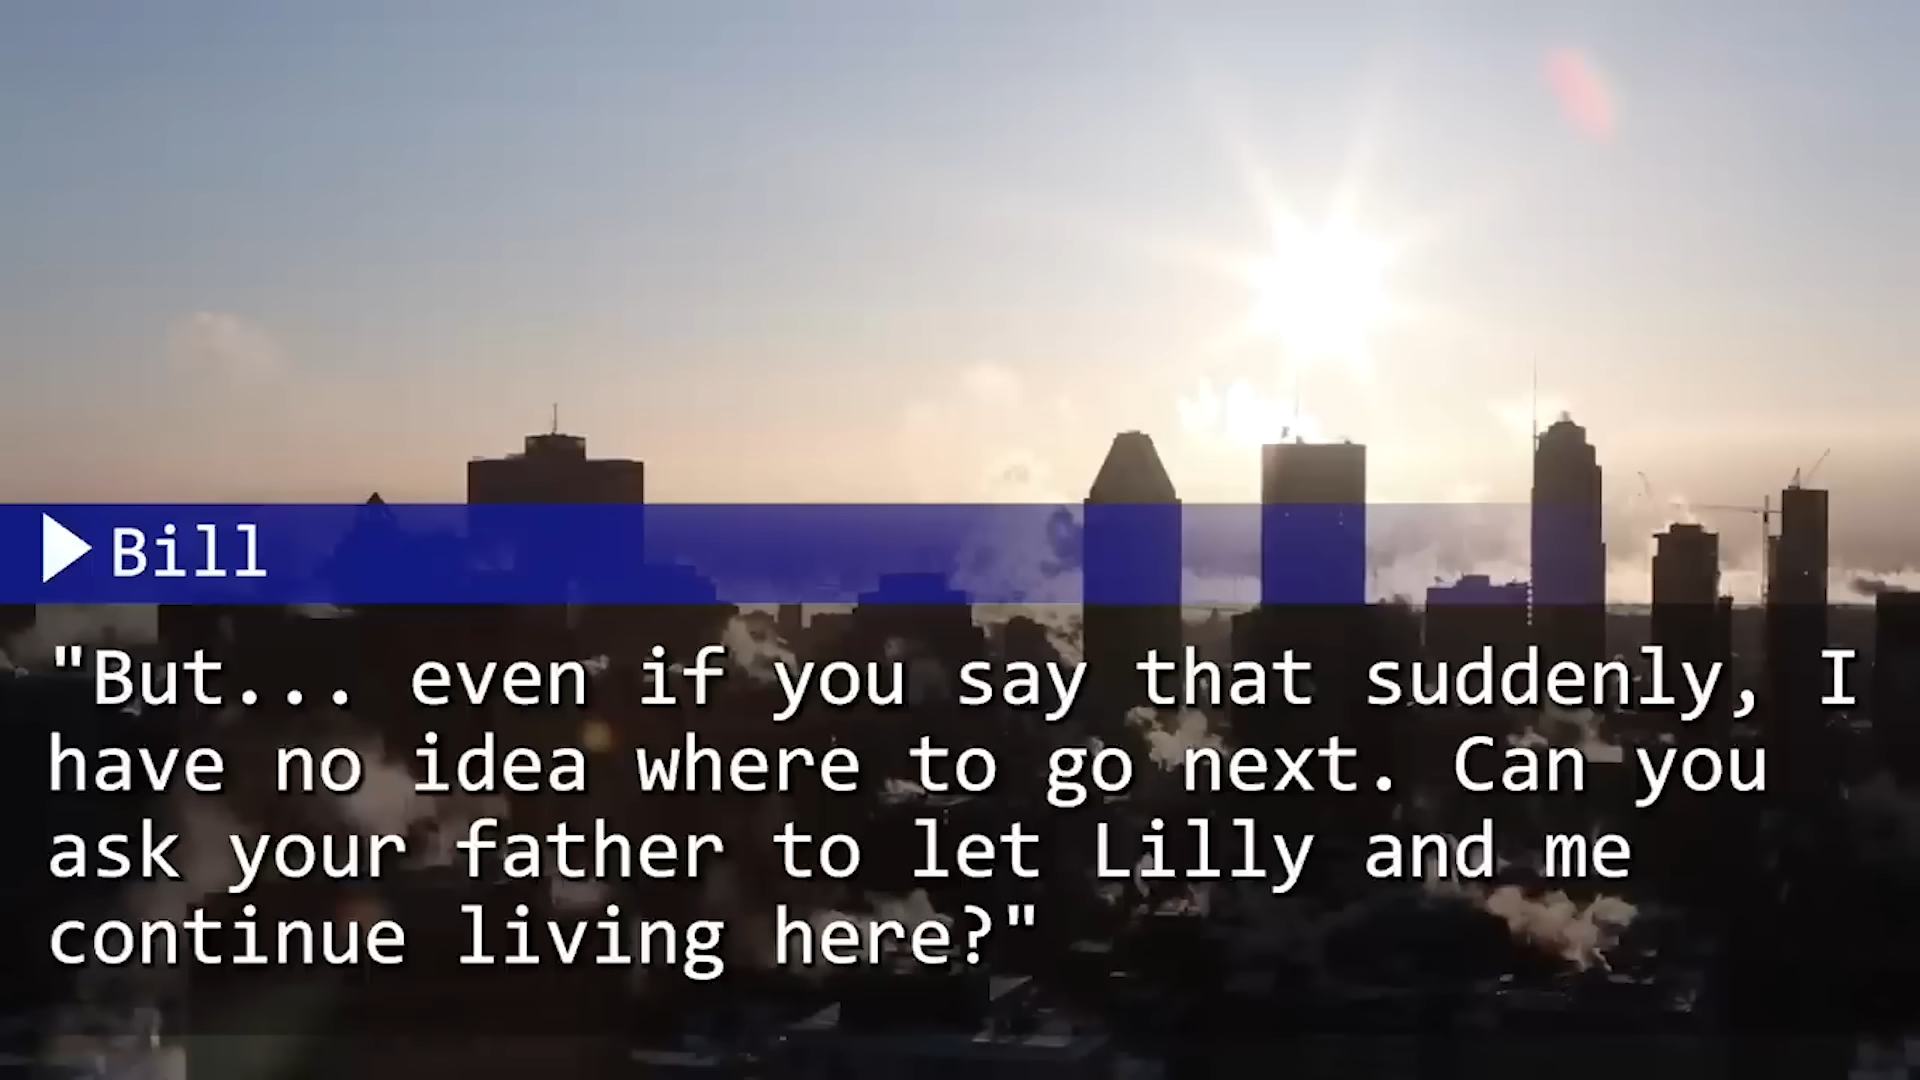 Bill
"But... even if you say that suddenly, I
have no idea where to go next. Can you
ask your father to let Lilly and me
continue living here?"